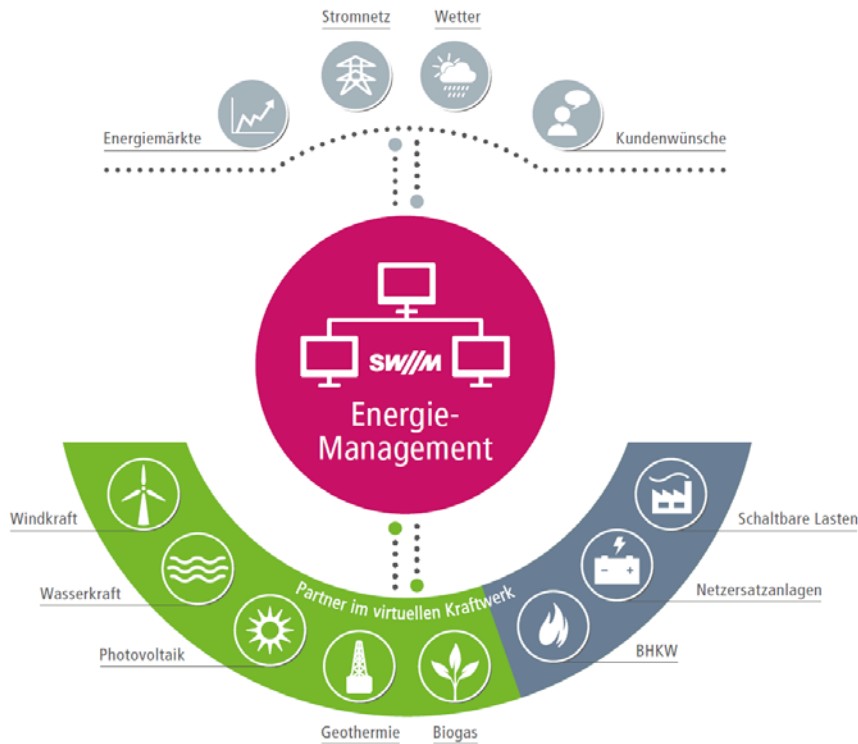 Stromnetz
Wetter
Energiemärkte
Kundenwünsche
SW//M
Energie-
Management
Windkraft
Schaltbare Lasten
Wasserkraft
Netzersatzanlagen
Partner im virtuellen Kraftwerk
Photovoltaik
BHKW
Geothermie
Biogas